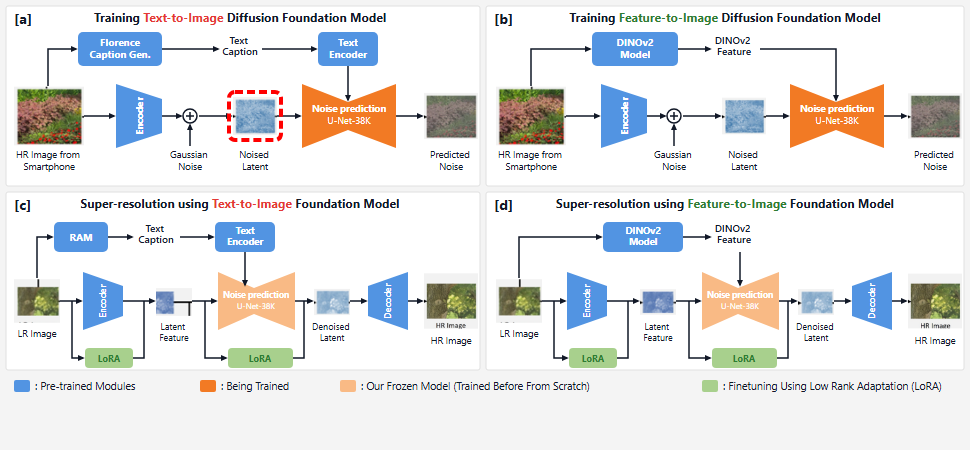 [a] Training Text-to-Image Diffusion Foundation Model
Florence
Caption Gen.
Text
Caption
Text
Encoder
HR Image from
Smartphone
Encoder
Gaussian
Noise
Noised
Latent
Noise prediction
U-Net-38K
Predicted
Noise
[b] Training Feature-to-Image Diffusion Foundation Model
DINOv2
Model
DINOv2
Feature
HR Image from
Smartphone
Encoder
Gaussian
Noise
Noised
Latent
Noise prediction
U-Net-38K
Predicted
Noise
[c] Super-resolution using Text-to-Image Foundation Model
RAM
Text
Caption
Text
Encoder
LR Image
Encoder
Latent
Feature
Noise prediction
U-Net-38K
Denoised
Latent
Decoder
HR Image
HR Image
LoRA
LoRA
[d] Super-resolution using Feature-to-Image Foundation Model
DINOv2
Model
DINOv2
Feature
LR Image
Encoder
Latent
Feature
Noise prediction
U-Net-38K
Denoised
Latent
Decoder
HR Image
HR Image
LoRA
LoRA
: Pre-trained Modules
: Being Trained
: Our Frozen Model (Trained Before From Scratch)
: Finetuning Using Low Rank Adaptation (LoRA)